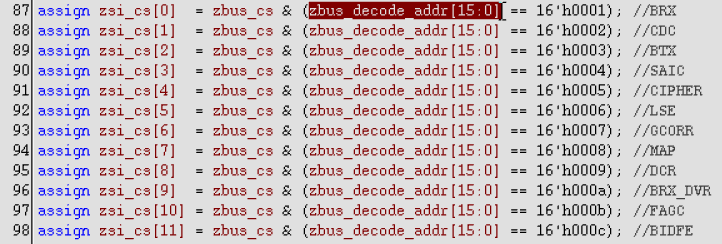 87 assign zsi_cs[0] = zbus_cs & (zbus_decode_addr[15:0] == 16'h0001); //BRX
88 assign zsi_cs[1] = zbus_cs & (zbus_decode_addr[15:0] == 16'h0002); //CDC
89 assign zsi_cs[2] = zbus_cs & (zbus_decode_addr[15:0] == 16'h0003); //BTX
90 assign zsi_cs[3] = zbus_cs & (zbus_decode_addr[15:0] == 16'h0004); //SAIC
91 assign zsi_cs[4] = zbus_cs & (zbus_decode_addr[15:0] == 16'h0005); //CIPHER
92 assign zsi_cs[5] = zbus_cs & (zbus_decode_addr[15:0] == 16'h0006); //LSE
93 assign zsi_cs[6] = zbus_cs & (zbus_decode_addr[15:0] == 16'h0007); //GCORR
94 assign zsi_cs[7] = zbus_cs & (zbus_decode_addr[15:0] == 16'h0008); //MAP
95 assign zsi_cs[8] = zbus_cs & (zbus_decode_addr[15:0] == 16'h0009); //DCR
96 assign zsi_cs[9] = zbus_cs & (zbus_decode_addr[15:0] == 16'h000a); //BRX_DVR
97 assign zsi_cs[10] = zbus_cs & (zbus_decode_addr[15:0] == 16'h000b); //FAGC
98 assign zsi_cs[11] = zbus_cs & (zbus_decode_addr[15:0] == 16'h000c); //BIDFE